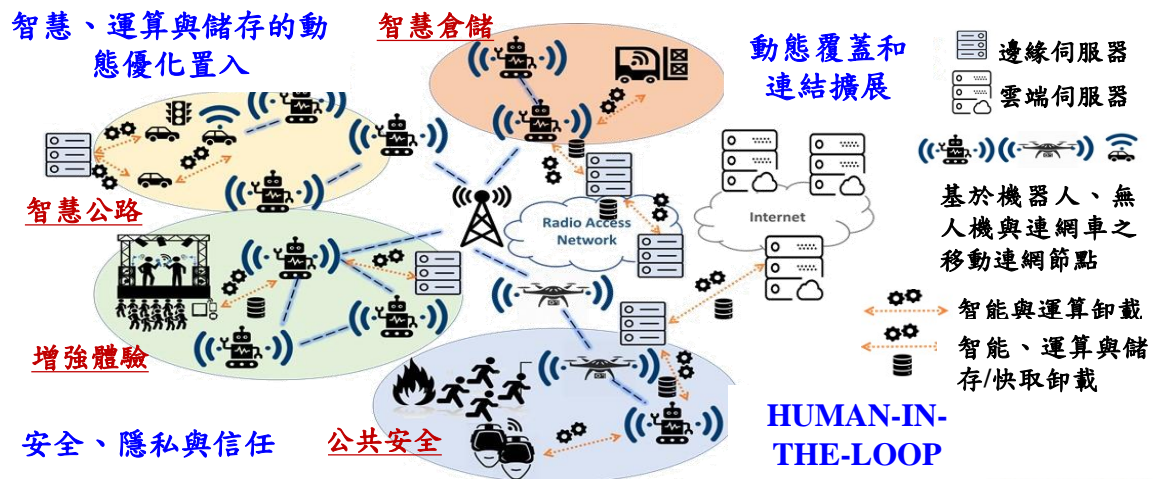 智慧、運算與儲存的動
態優化置入
智慧倉儲
動態覆蓋和
連結擴展
邊緣伺服器
雲端伺服器
智慧公路
Radio Access
Network
Internet
基於機器人、無
人機與連網車之
移動連網節點
智能與運算卸載
智能、運算與儲
存/快取卸載
增強體驗
安全、隱私與信任
公共安全
HUMAN-IN-
THE-LOOP